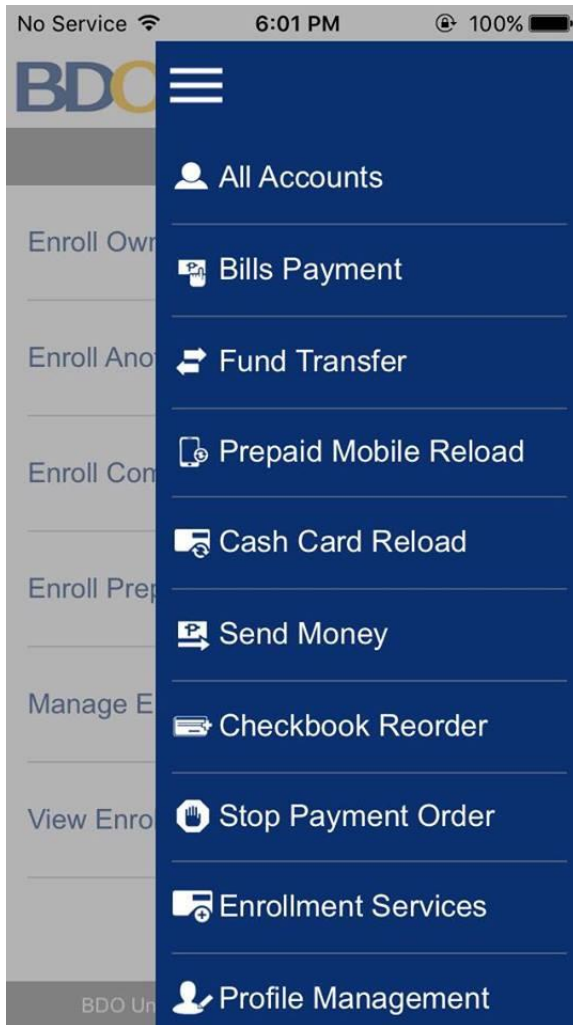 No Service 6:01 PM 100%
BDO
All Accounts
Bills Payment
Fund Transfer
Prepaid Mobile Reload
Cash Card Reload
Send Money
Checkbook Reorder
Stop Payment Order
Enrollment Services
Profile Management
Enroll Own
Enroll Ano
Enroll Com
Enroll Prep
Manage E
View Enrol
BDO Un